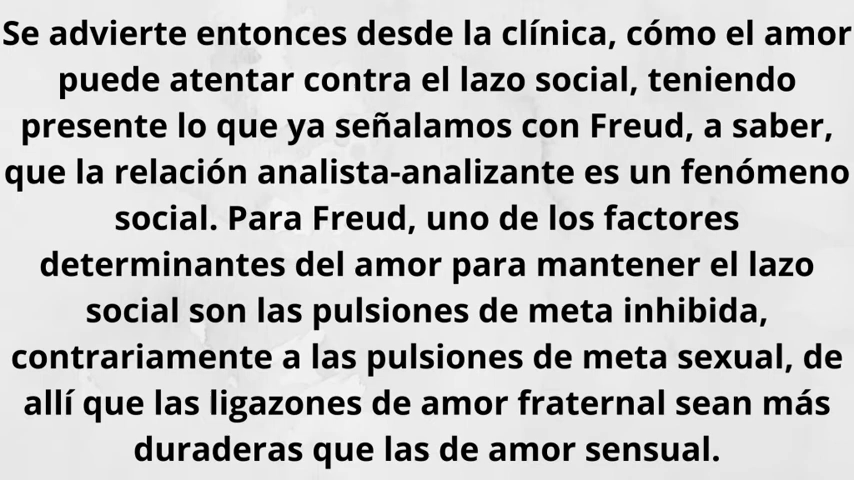 Se advierte entonces desde la clínica, cómo el amor
puede atentar contra el lazo social, teniendo
presente lo que ya señalamos con Freud, a saber,
que la relación analista-analizante es un fenómeno
social. Para Freud, uno de los factores
determinantes del amor para mantener el lazo
social son las pulsiones de meta inhibida,
contrariamente a las pulsiones de meta sexual, de
allí que las ligazones de amor fraternal sean más
duraderas que las de amor sensual.